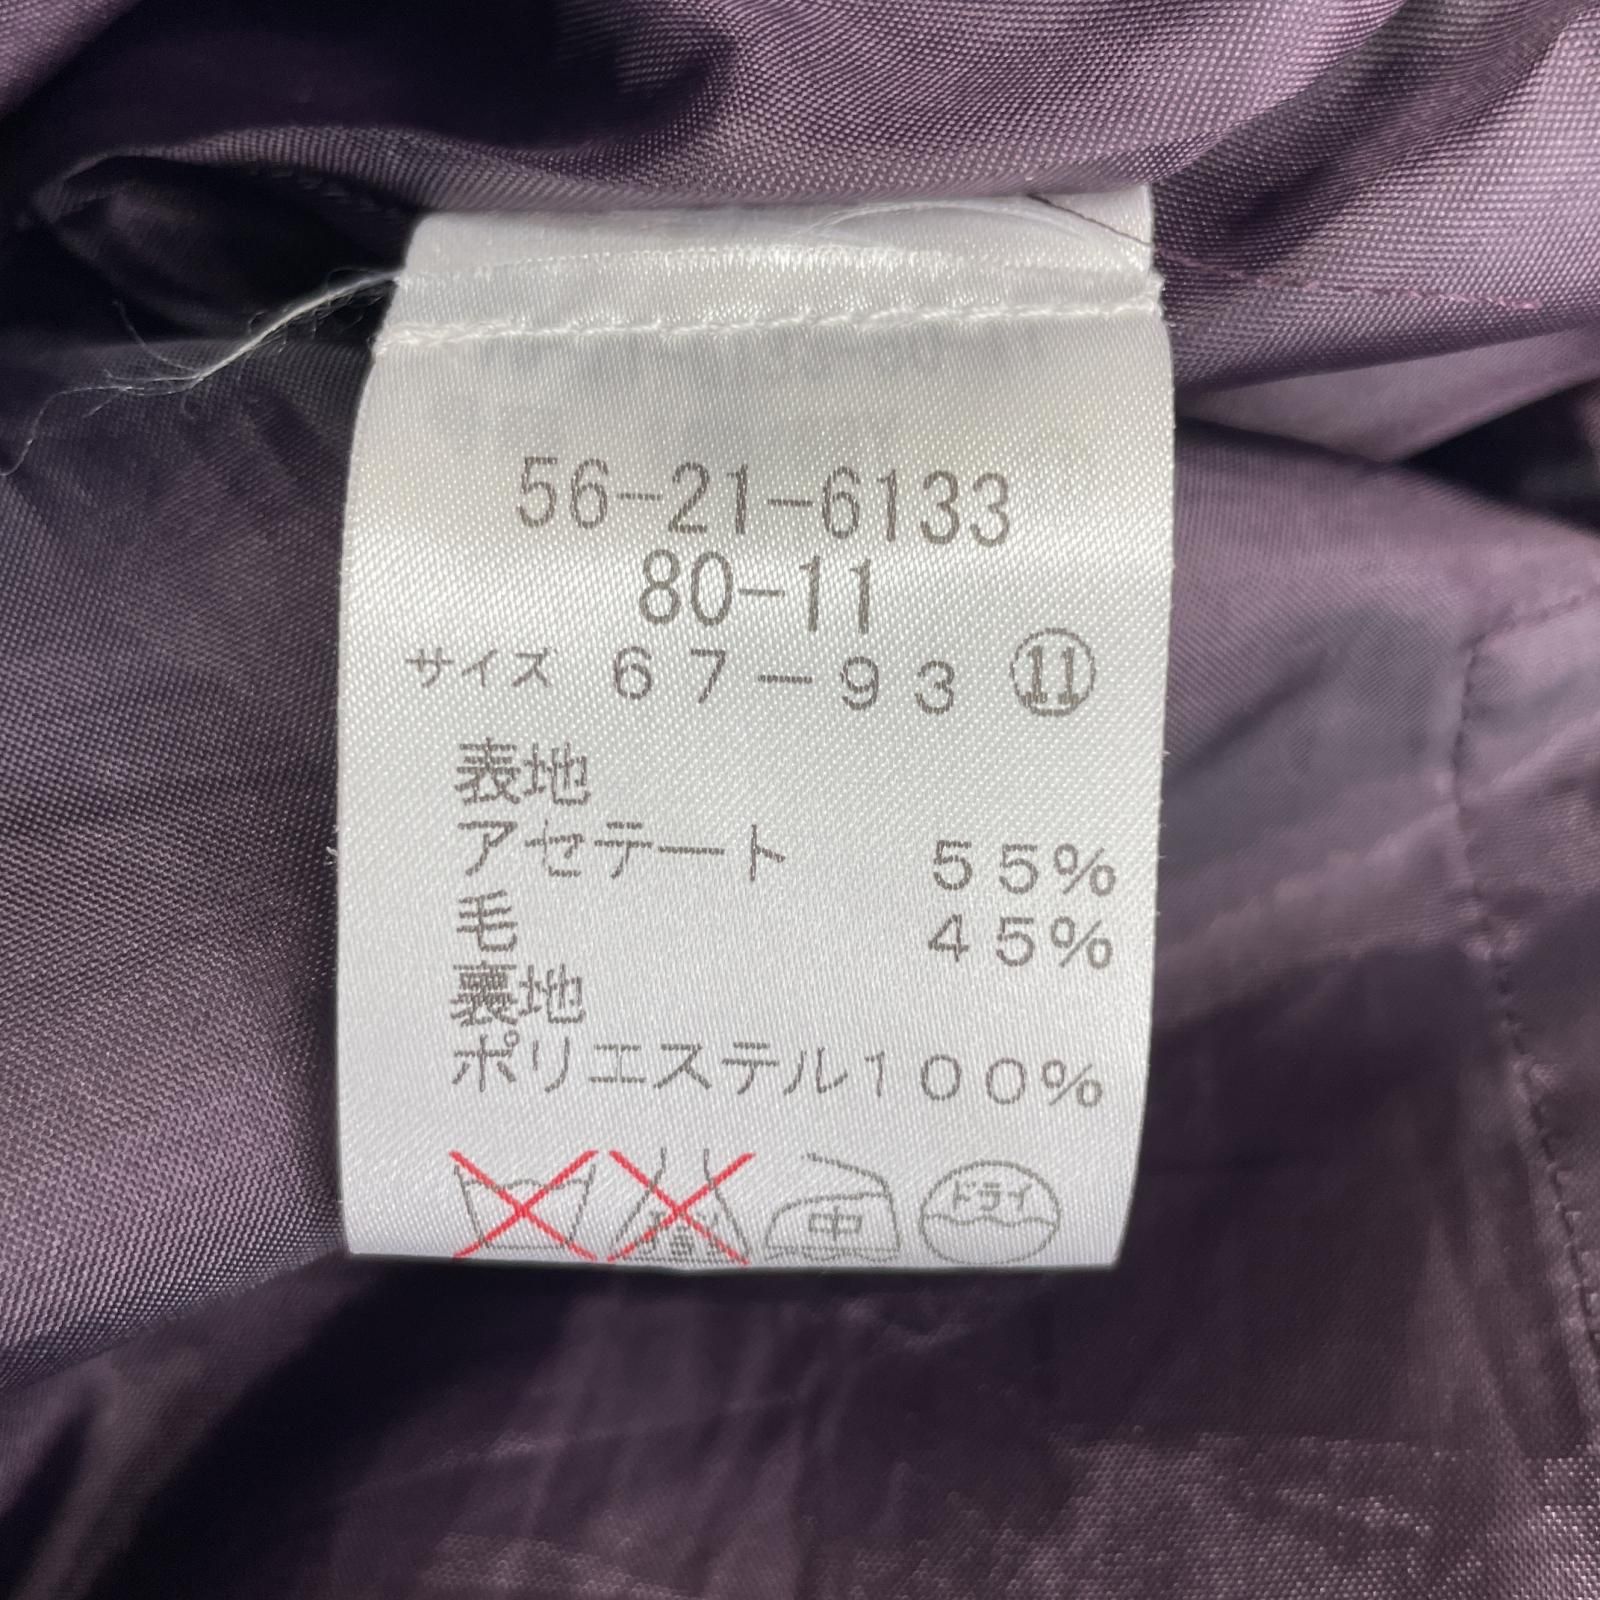 56-21-6133
80-11
サイズ 67-93 ⑪
表地
アセテート 55%
毛 45%
裏地
ポリエステル100%
中 ドライ